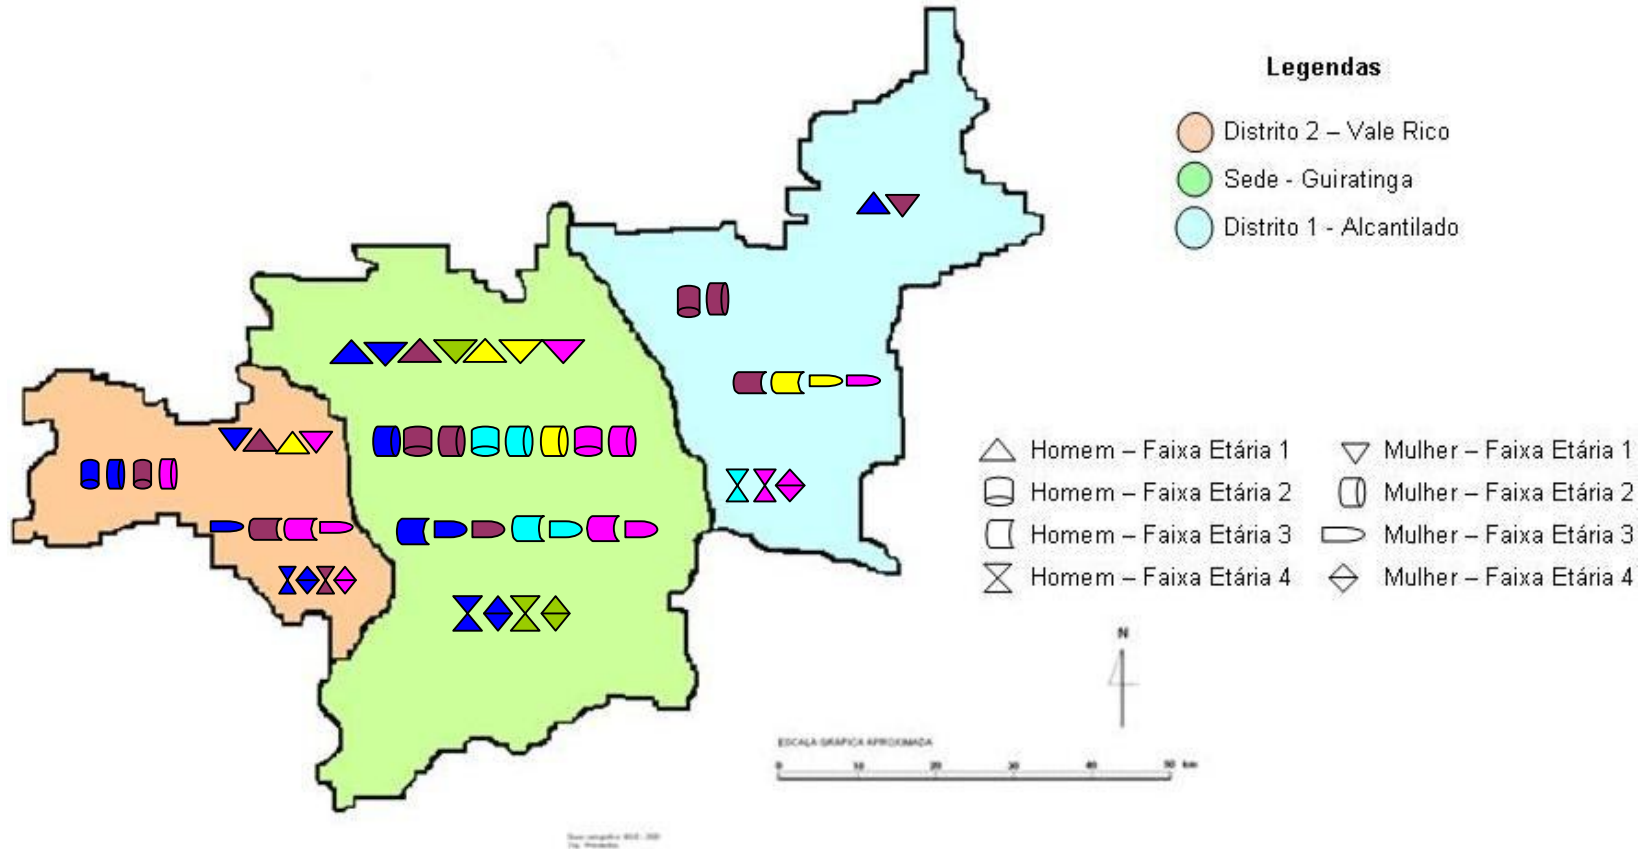 Legendas
Distrito 2 – Vale Rico
Sede - Guiratinga
Distrito 1 - Alcantilado
Homem – Faixa Etária 1
Mulher – Faixa Etária 1
Homem – Faixa Etária 2
Mulher – Faixa Etária 2
Homem – Faixa Etária 3
Mulher – Faixa Etária 3
Homem – Faixa Etária 4
Mulher – Faixa Etária 4
N
ESCALA GRÁFICA APROXIMADA
0 10 20 30 40 50 km